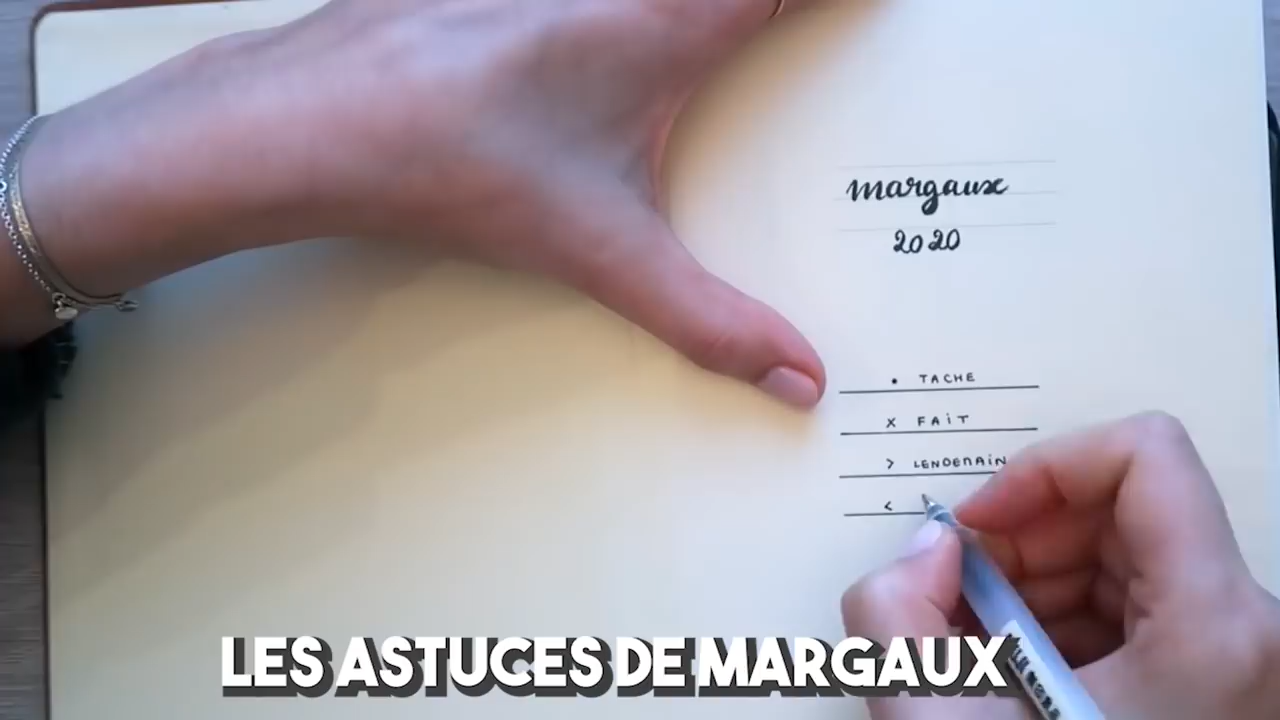 margaux
2020
• TACHE
x FAiT
> LENDEMAiN
<
LES ASTUCES DE MARGAUX